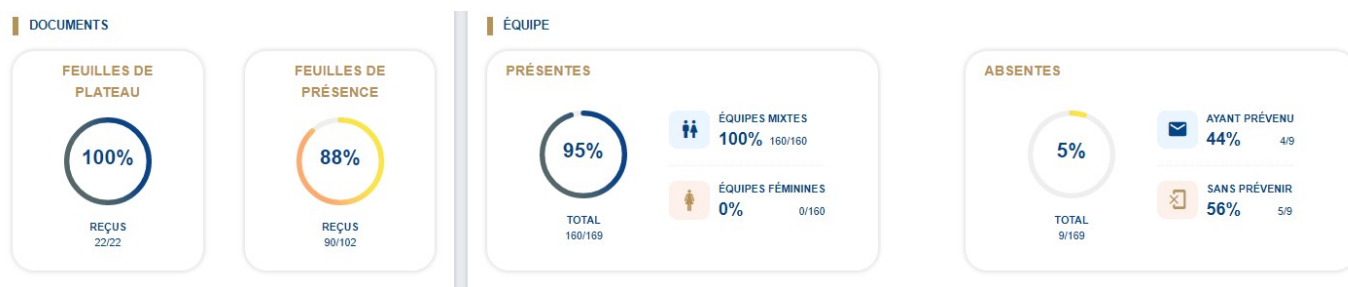 DOCUMENTS
FEUILLES DE
PLATEAU
100%
REÇUS
22/22
FEUILLES DE
PRÉSENCE
88%
REÇUS
90/102
ÉQUIPE
PRÉSENTES
95%
TOTAL
160/169
ÉQUIPES MIXTES
100% 160/160
ÉQUIPES FÉMININES
0% 0/160
ABSENTES
5%
TOTAL
9/169
AYANT PRÉVENU
44% 4/9
SANS PRÉVENIR
56% 5/9